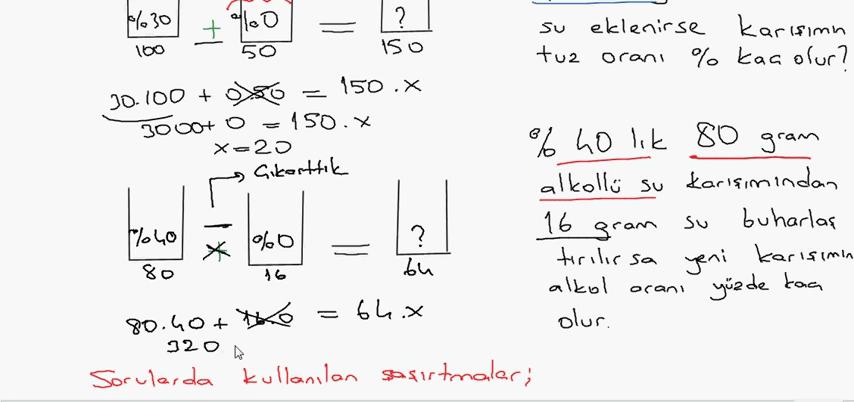 %30 + %0 = ?
100 50 150
30.100 + 0.50 = 150.x
3000+ 0 = 150.x
x=20
Çıkarttık
%40 - %0 = ?
80 16 64
80.40 + 16.0 = 64.x
320
su eklenirse karışımın
tuz oranı % kaç olur?
% 40 lık 80 gram
alkollü su karışımından
16 gram su buharlaş
tırılırsa yeni karışımın
alkol oranı yüzde kaç
olur.
Sorularda kullanılan şaşırtmalar;